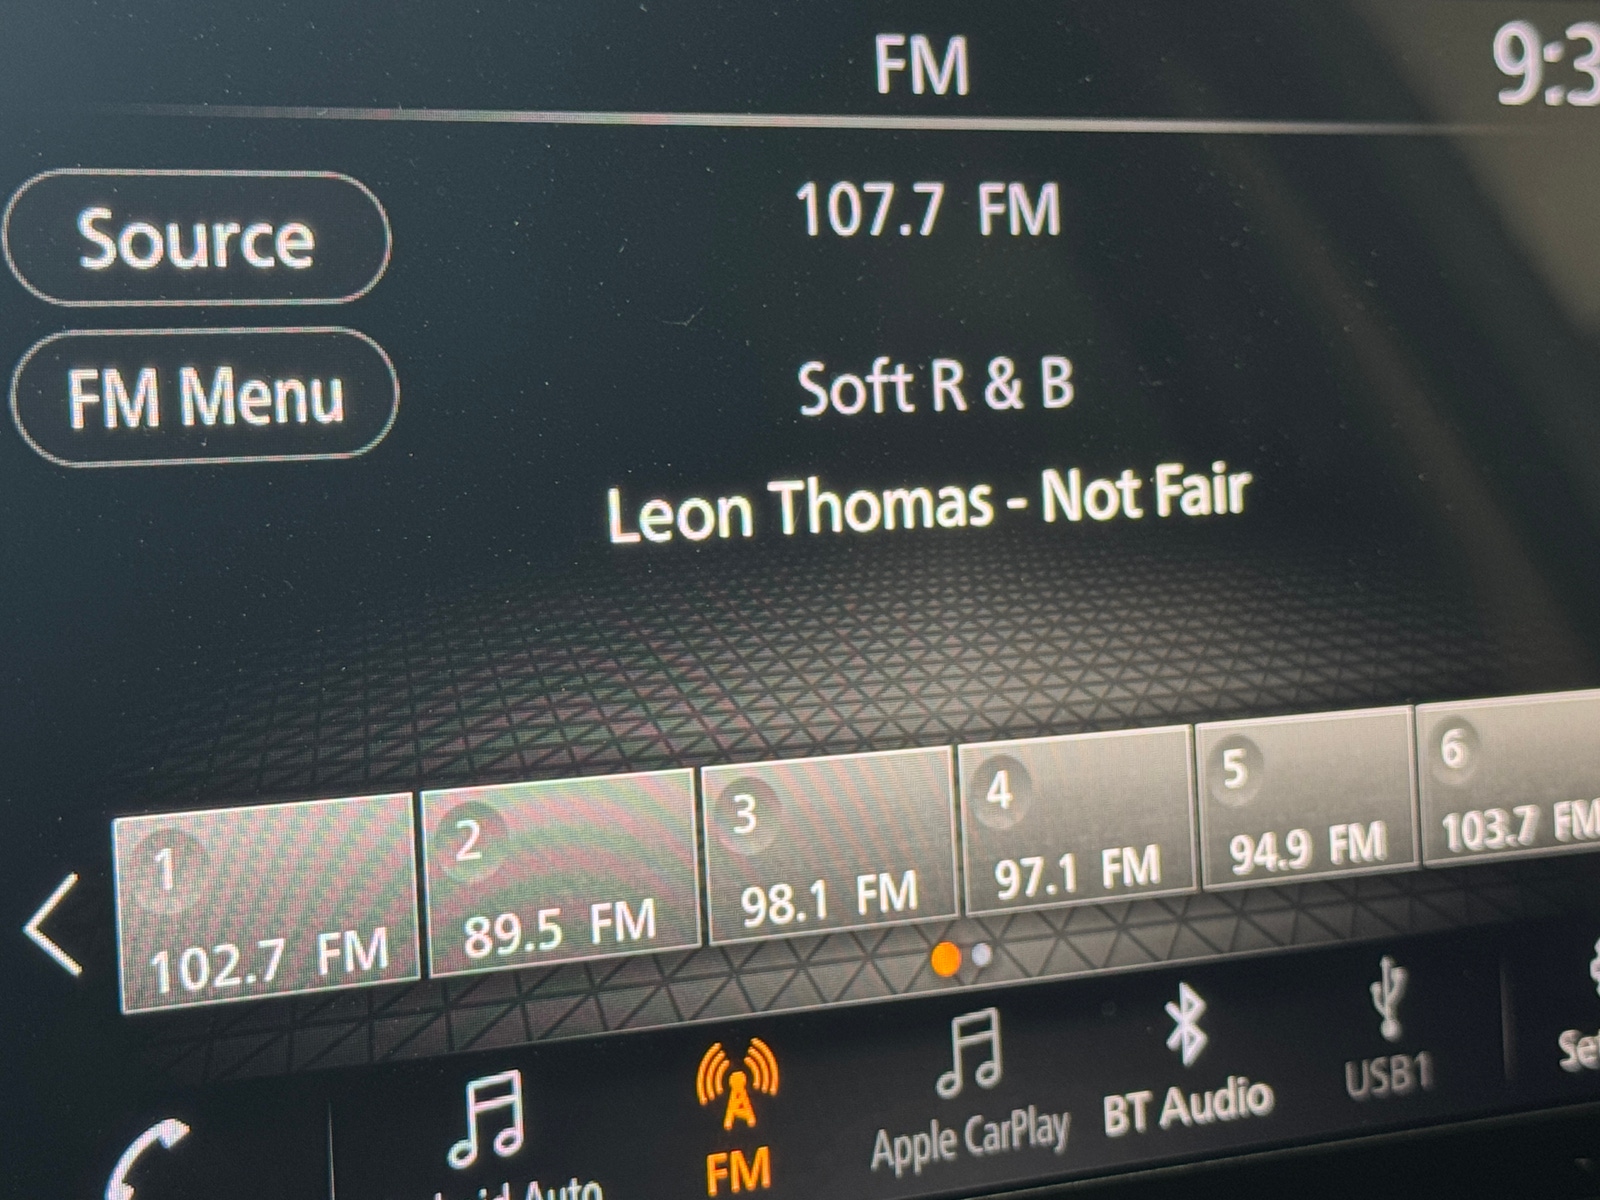 FM
9:3
Source
107.7 FM
FM Menu
Soft R & B
Leon Thomas - Not Fair
1
102.7 FM
2
89.5 FM
3
98.1 FM
4
97.1 FM
5
94.9 FM
6
103.7 FM
Auto
FM
Apple CarPlay
BT Audio
USB1